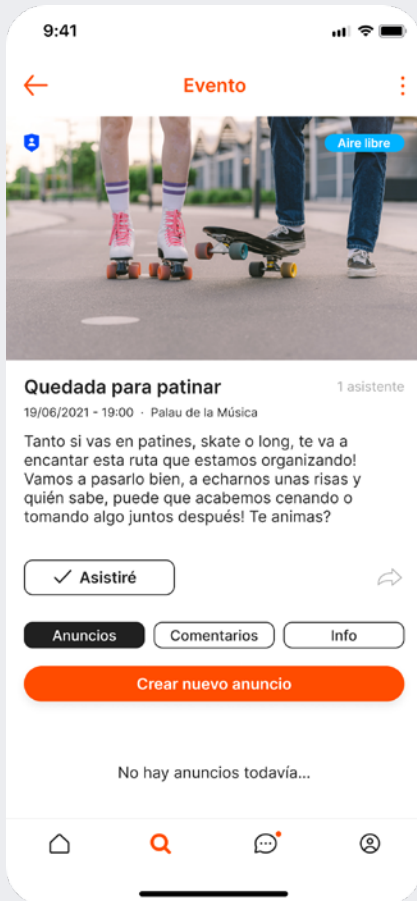 9:41
Evento
Aire libre
Quedada para patinar
1 asistente
19/06/2021 - 19:00 · Palau de la Música
Tanto si vas en patines, skate o long, te va a
encantar esta ruta que estamos organizando!
Vamos a pasarlo bien, a echarnos unas risas y
quién sabe, puede que acabemos cenando o
tomando algo juntos después! Te animas?
Asistiré
Anuncios
Comentarios
Info
Crear nuevo anuncio
No hay anuncios todavía...